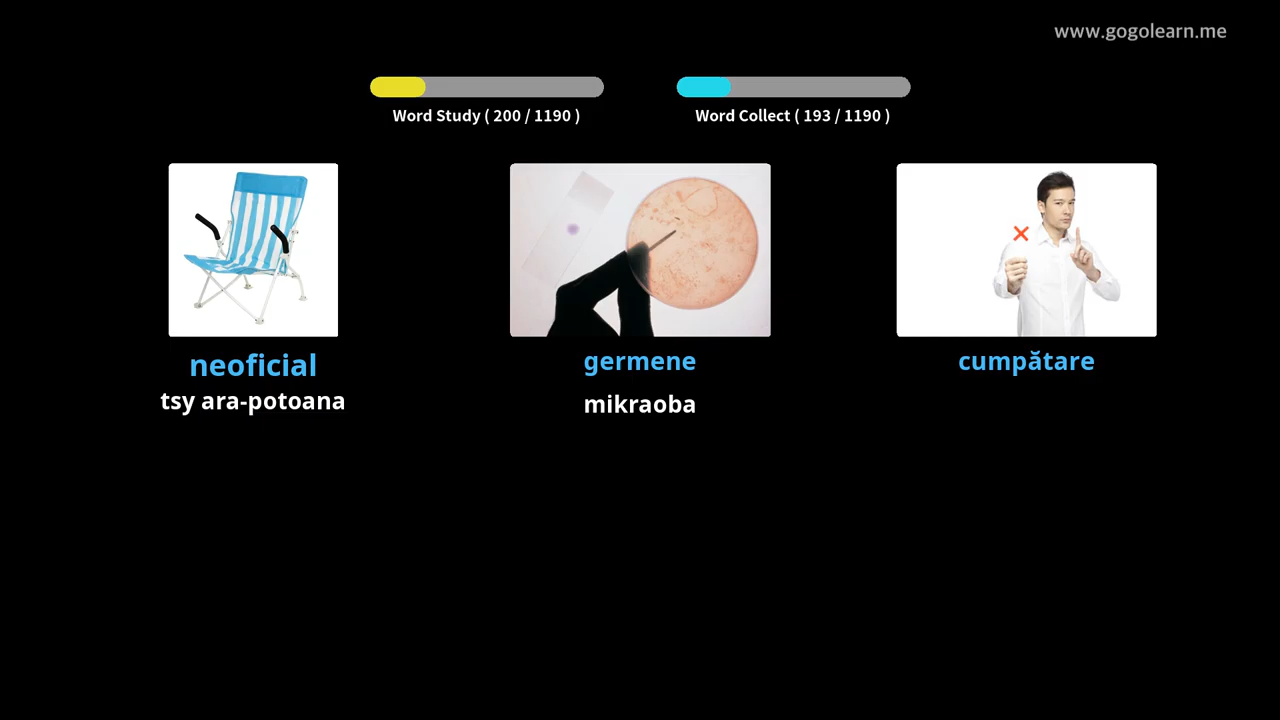 www.gogolearn.me
Word Study ( 200 / 1190 )
Word Collect ( 193 / 1190 )
neoficial
tsy ara-potoana
germene
mikraoba
cumpătare